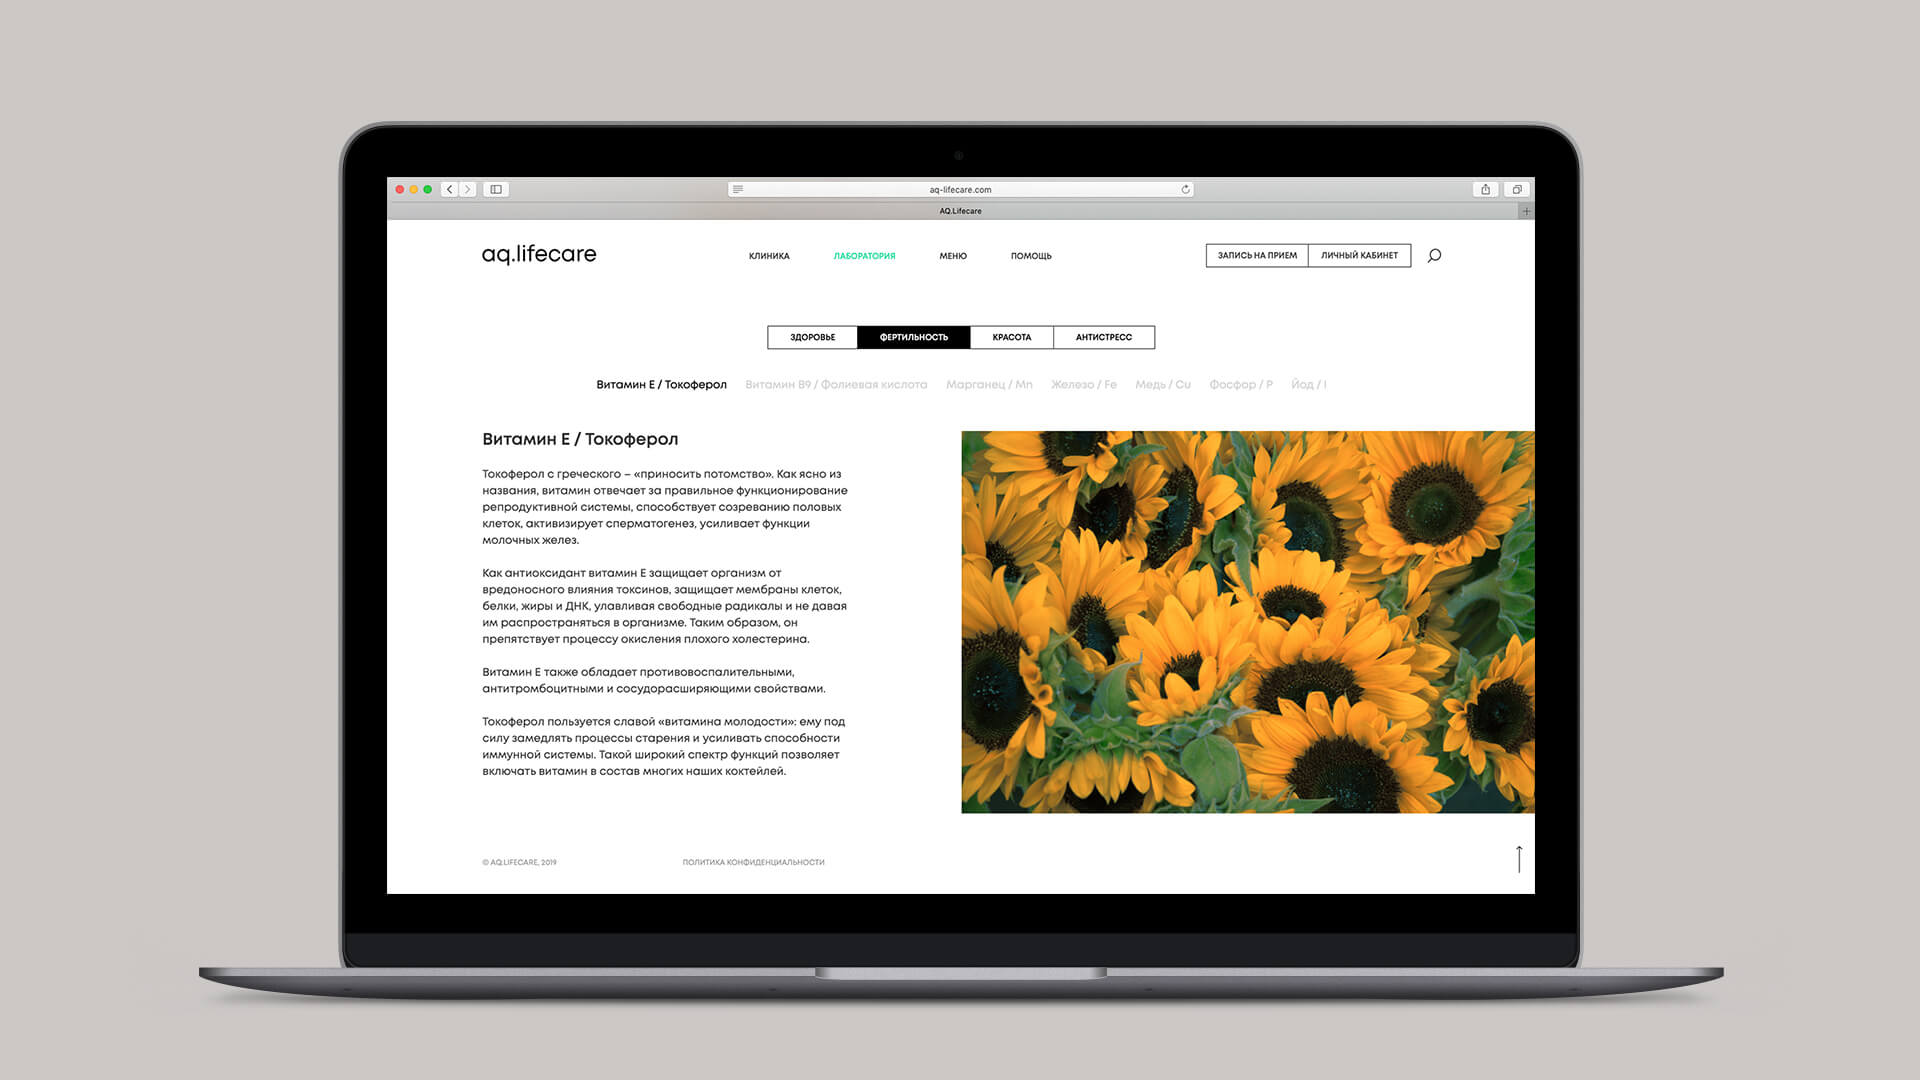 aq-lifecare.com
AQ.Lifecare
aq.lifecare
КЛИНИКА
ЛАБОРАТОРИЯ
МЕНЮ
ПОМОЩЬ
ЗАПИСЬ НА ПРИЕМ
ЛИЧНЫЙ КАБИНЕТ
ЗДОРОВЬЕ
ФЕРТИЛЬНОСТЬ
КРАСОТА
АНТИСТРЕСС
Витамин E / Токоферол
Витамин B9 / Фолиевая кислота
Марганец / Mn
Железо / Fe
Медь / Cu
Фосфор / P
Йод / I
Витамин E / Токоферол
Токоферол с греческого – «приносить потомство». Как ясно из
названия, витамин отвечает за правильное функционирование
репродуктивной системы, способствует созреванию половых
клеток, активизирует сперматогенез, усиливает функции
молочных желез.
Как антиоксидант витамин E защищает организм от
вредоносного влияния токсинов, защищает мембраны клеток,
белки, жиры и ДНК, улавливая свободные радикалы и не давая
им распространяться в организме. Таким образом, он
препятствует процессу окисления плохого холестерина.
Витамин E также обладает противовоспалительными,
антитромбоцитными и сосудорасширяющими свойствами.
Токоферол пользуется славой «витамина молодости»: ему под
силу замедлять процессы старения и усиливать способности
иммунной системы. Такой широкий спектр функций позволяет
включать витамин в состав многих наших коктейлей.
© AQ.LIFECARE, 2019
ПОЛИТИКА КОНФИДЕНЦИАЛЬНОСТИ